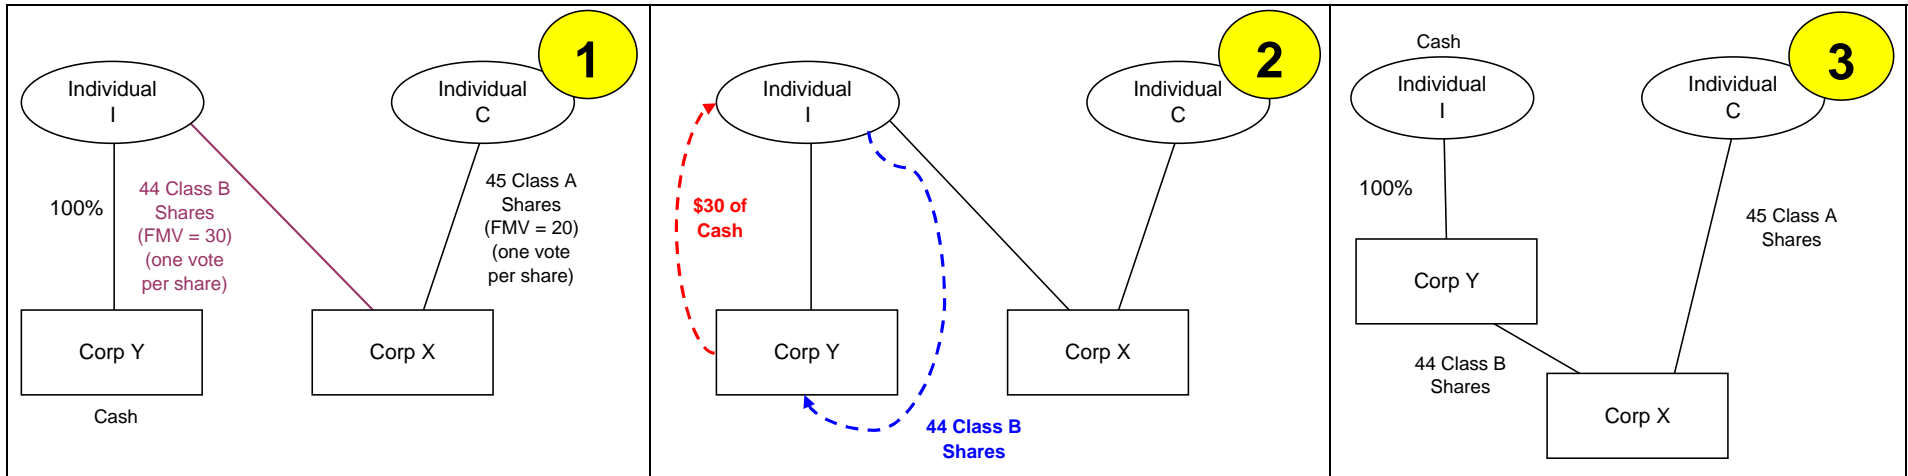 1
Individual
I
Individual
C
100%
44 Class B
Shares
(FMV = 30)
(one vote
per share)
45 Class A
Shares
(FMV = 20)
(one vote
per share)
Corp Y
Corp X
Cash
2
Individual
I
Individual
C
$30 of
Cash
Corp Y
Corp X
44 Class B
Shares
3
Cash
Individual
I
Individual
C
100%
45 Class A
Shares
Corp Y
44 Class B
Shares
Corp X